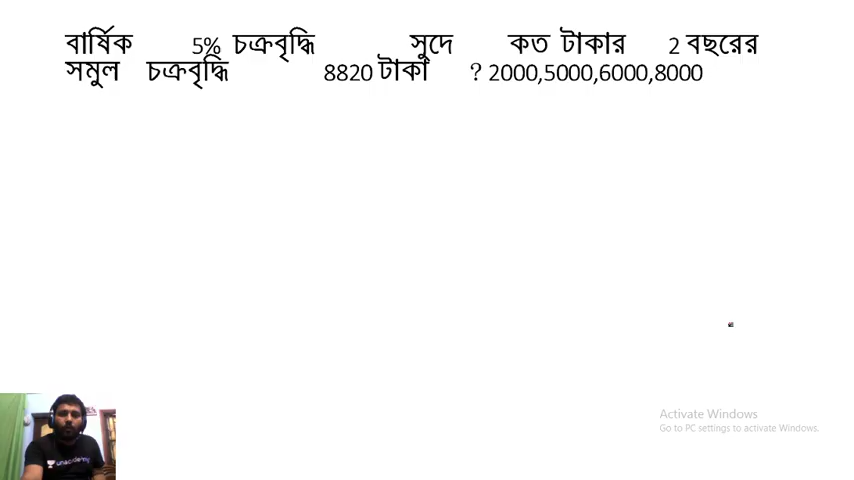 বার্ষিক 5% চক্রবৃদ্ধি সুদে কত টাকার 2 বছরের
সমুল চক্রবৃদ্ধি 8820 টাকা ? 2000,5000,6000,8000
Activate Windows
Go to PC settings to activate Windows.
unacademy